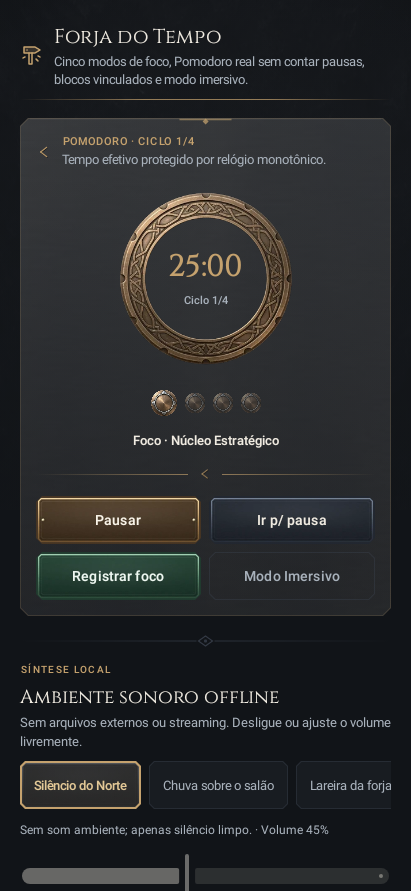 Forja do Tempo
Cinco modos de foco, Pomodoro real sem contar pausas,
blocos vinculados e modo imersivo.
POMODORO · CICLO 1/4
Tempo efetivo protegido por relógio monotônico.
25:00
Ciclo 1/4
Foco · Núcleo Estratégico
Pausar
Ir p/ pausa
Registrar foco
Modo Imersivo
SÍNTESE LOCAL
Ambiente sonoro offline
Sem arquivos externos ou streaming. Desligue ou ajuste o volume
livremente.
Silêncio do Norte
Chuva sobre o salão
Lareira da forja
Sem som ambiente; apenas silêncio limpo. · Volume 45%